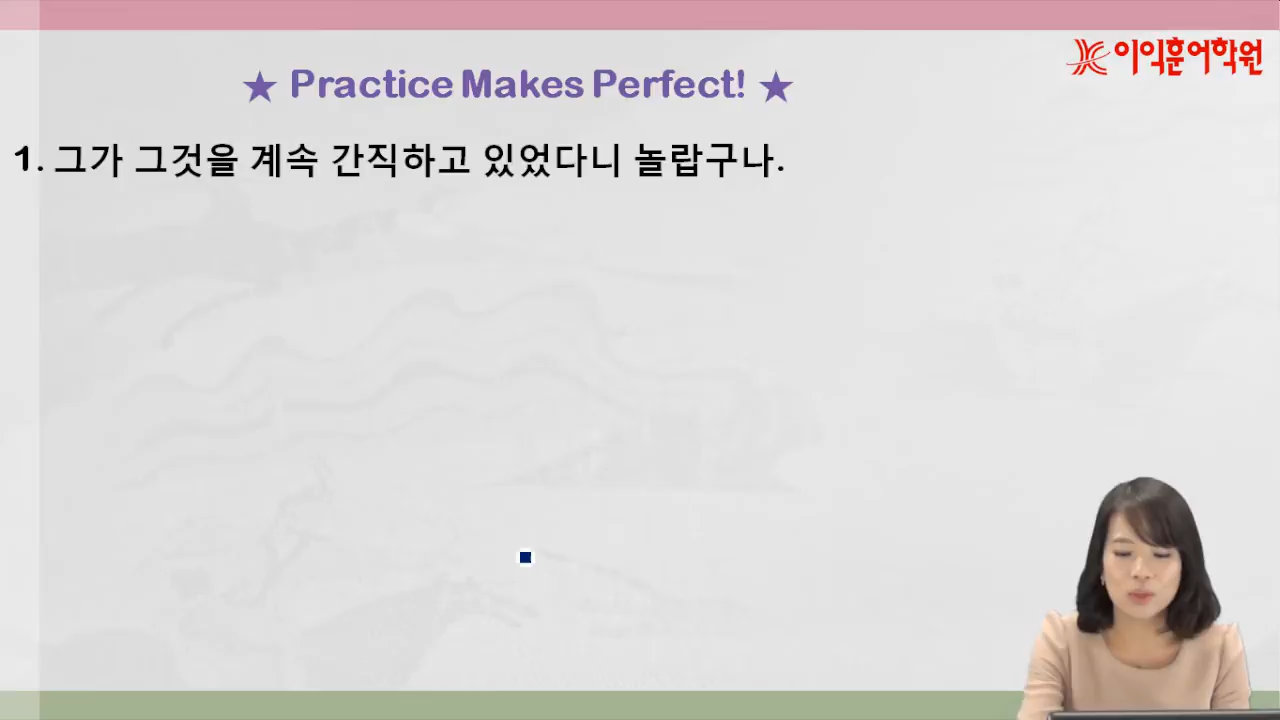 이익훈어학원
★ Practice Makes Perfect! ★
1. 그가 그것을 계속 간직하고 있었다니 놀랍구나.